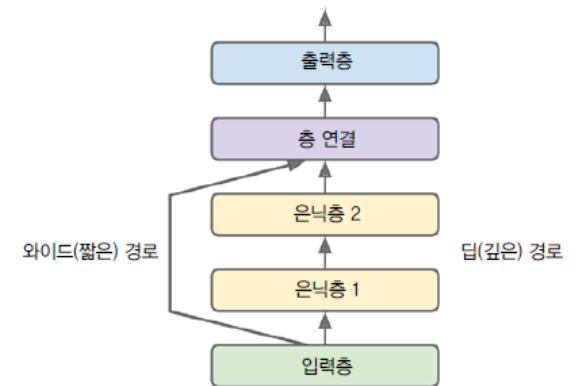 출력층
층 연결
은닉층 2
와이드(짧은) 경로
딥(깊은) 경로
은닉층 1
입력층